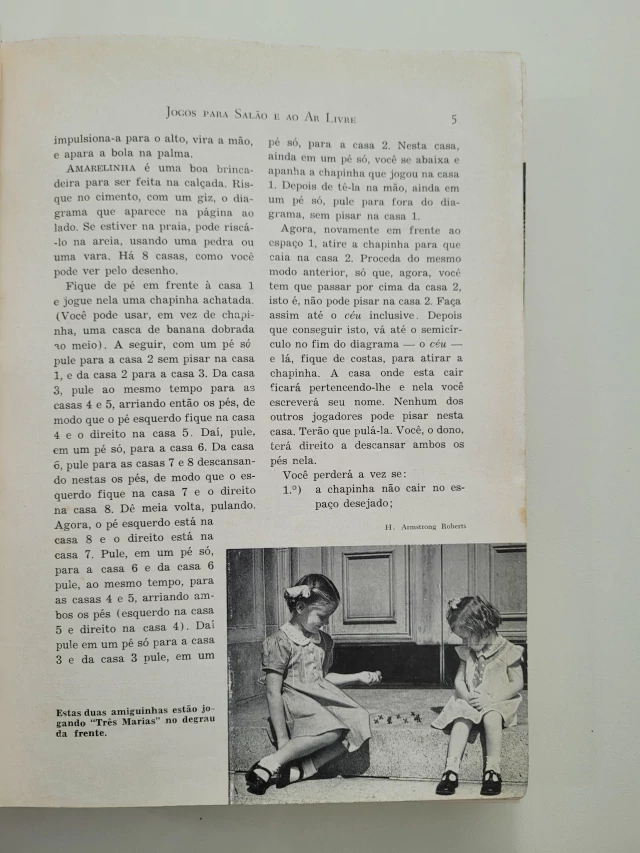 JOGOS PARA SALÃO E AO AR LIVRE 5
impulsiona-a para o alto, vira a mão,
e apara a bola na palma.
AMARELINHA é uma boa brinca-
deira para ser feita na calçada. Ris-
que no cimento, com um giz, o dia-
grama que aparece na página ao
lado. Se estiver na praia, pode riscá-
-lo na areia, usando uma pedra ou
uma vara. Há 8 casas, como você
pode ver pelo desenho.
Fique de pé em frente à casa 1
e jogue nela uma chapinha achatada.
(Você pode usar, em vez de chapi-
nha, uma casca de banana dobrada
ao meio). A seguir, com um pé só
pule para a casa 2 sem pisar na casa
1, e da casa 2 para a casa 3. Da casa
3, pule ao mesmo tempo para as
casas 4 e 5, arriando então os pés, de
modo que o pé esquerdo fique na casa
4 e o direito na casa 5. Daí, pule,
em um pé só, para a casa 6. Da casa
6, pule para as casas 7 e 8 descansan-
do nestas os pés, de modo que o es-
querdo fique na casa 7 e o direito
na casa 8. Dê meia volta, pulando.
Agora, o pé esquerdo está na
casa 8 e o direito está na
casa 7. Pule, em um pé só,
para a casa 6 e da casa 6
pule, ao mesmo tempo, para
as casas 4 e 5, arriando am-
bos os pés (esquerdo na casa
5 e direito na casa 4). Daí
pule em um pé só para a casa
3 e da casa 3 pule, em um
pé só, para a casa 2. Nesta casa,
ainda em um pé só, você se abaixa e
apanha a chapinha que jogou na casa
1. Depois de tê-la na mão, ainda em
um pé só, pule para fora do dia-
grama, sem pisar na casa 1.
Agora, novamente em frente ao
espaço 1, atire a chapinha para que
caia na casa 2. Proceda do mesmo
modo anterior, só que, agora, você
tem que passar por cima da casa 2,
isto é, não pode pisar na casa 2. Faça
assim até o céu inclusive. Depois
que conseguir isto, vá até o semicír-
culo no fim do diagrama — o céu —
e lá, fique de costas, para atirar a
chapinha. A casa onde esta cair
ficará pertencendo-lhe e nela você
escreverá seu nome. Nenhum dos
outros jogadores pode pisar nesta
casa. Terão que pulá-la. Você, o dono,
terá direito a descansar ambos os
pés nela.
Você perderá a vez se:
1.º) a chapinha não cair no es-
paço desejado;
H. Armstrong Roberts
Estas duas amiguinhas estão jo-
gando "Três Marias" no degrau
da frente.